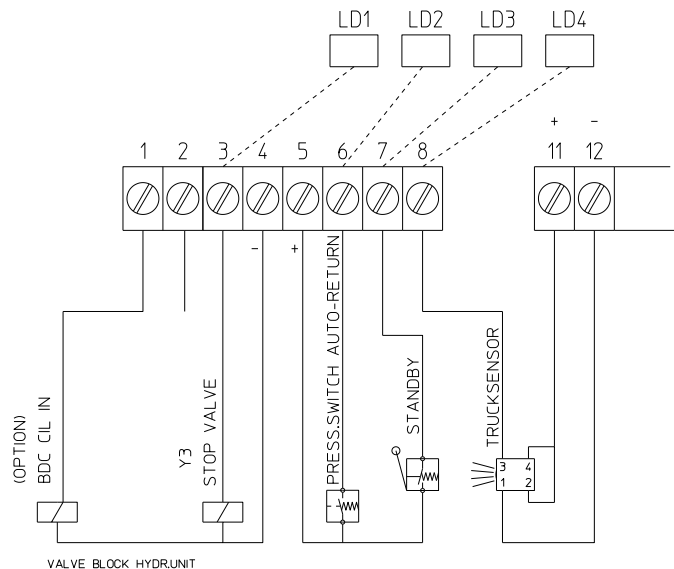 LD1 LD2 LD3 LD4
+ -
1 2 3 4 5 6 7 8 11 12
- +
(OPTION)
BDC CIL IN
Y3
STOP VALVE
PRESS.SWITCH AUTO-RETURN
STANDBY
TRUCKSENSOR
3 4
1 2
VALVE BLOCK HYDR.UNIT